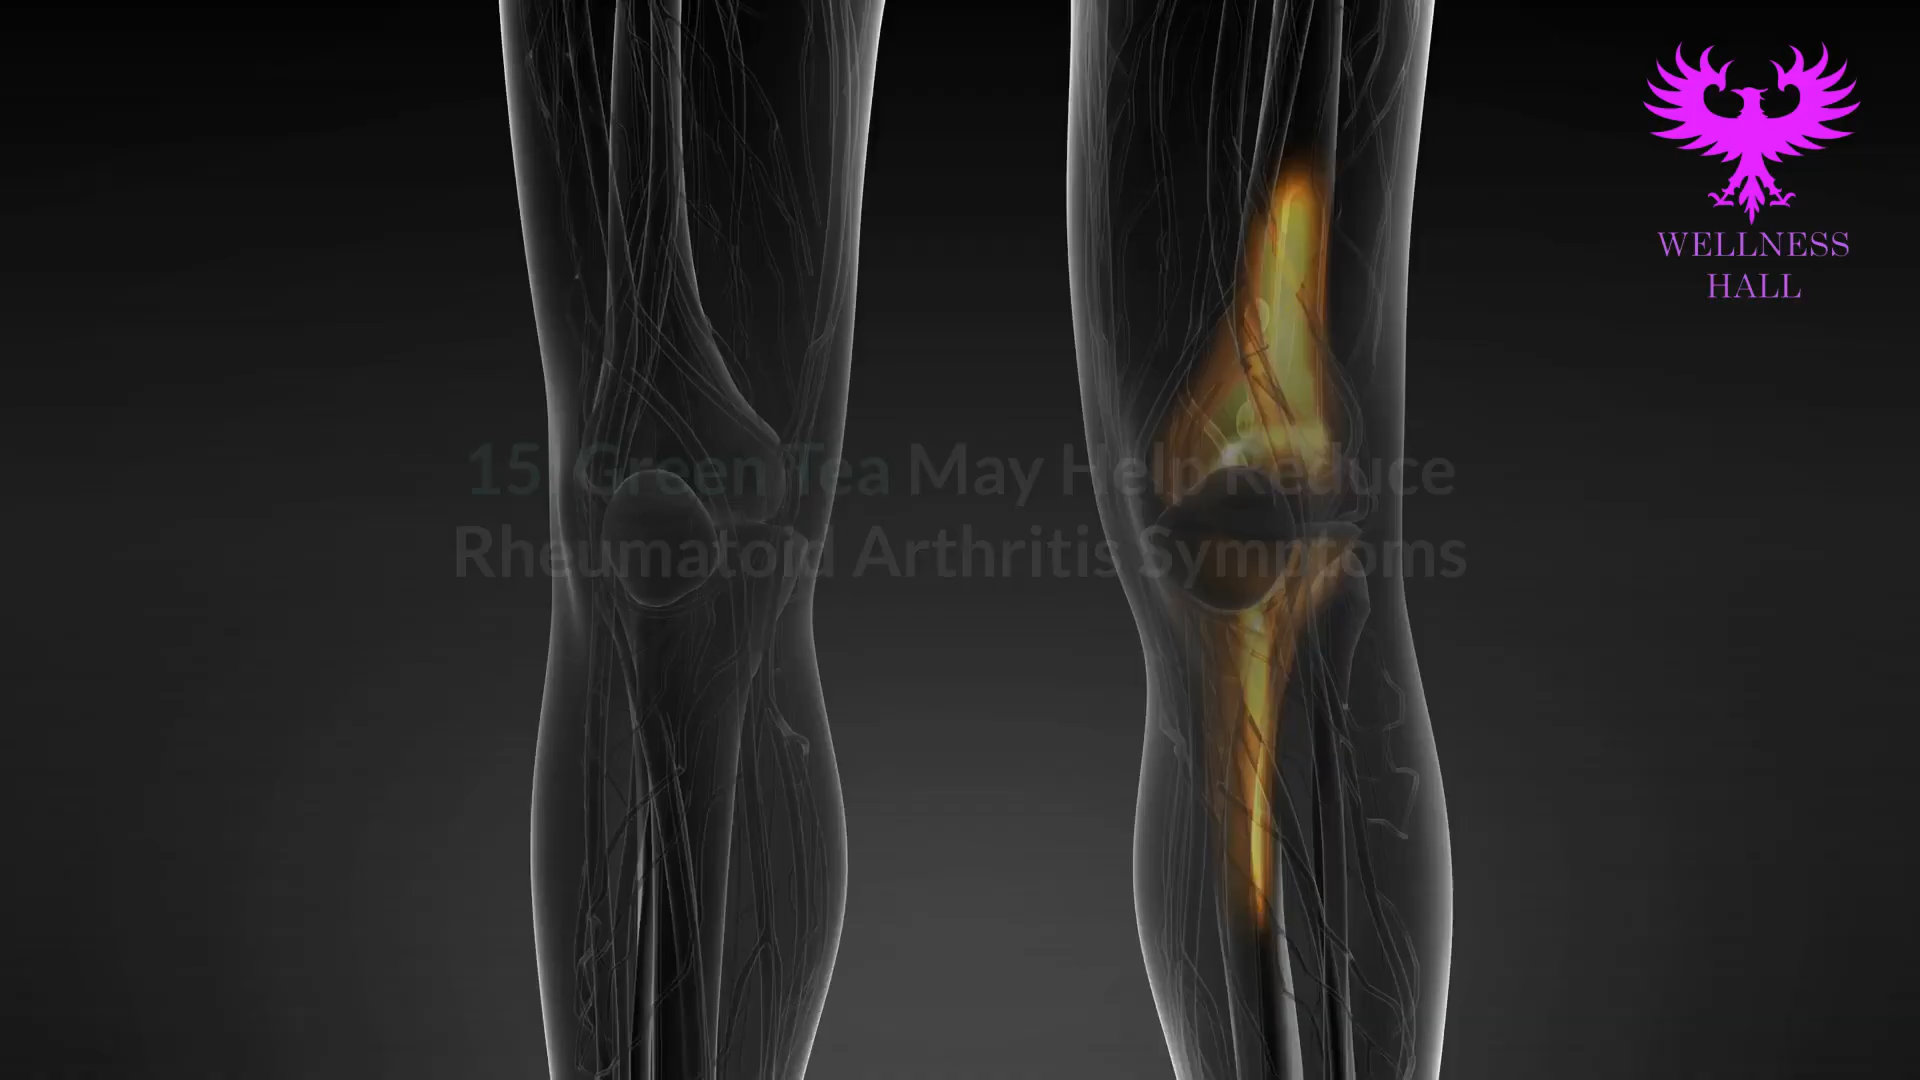 WELLNESS
HALL
15. Green Tea May Help Reduce
Rheumatoid Arthritis Symptoms